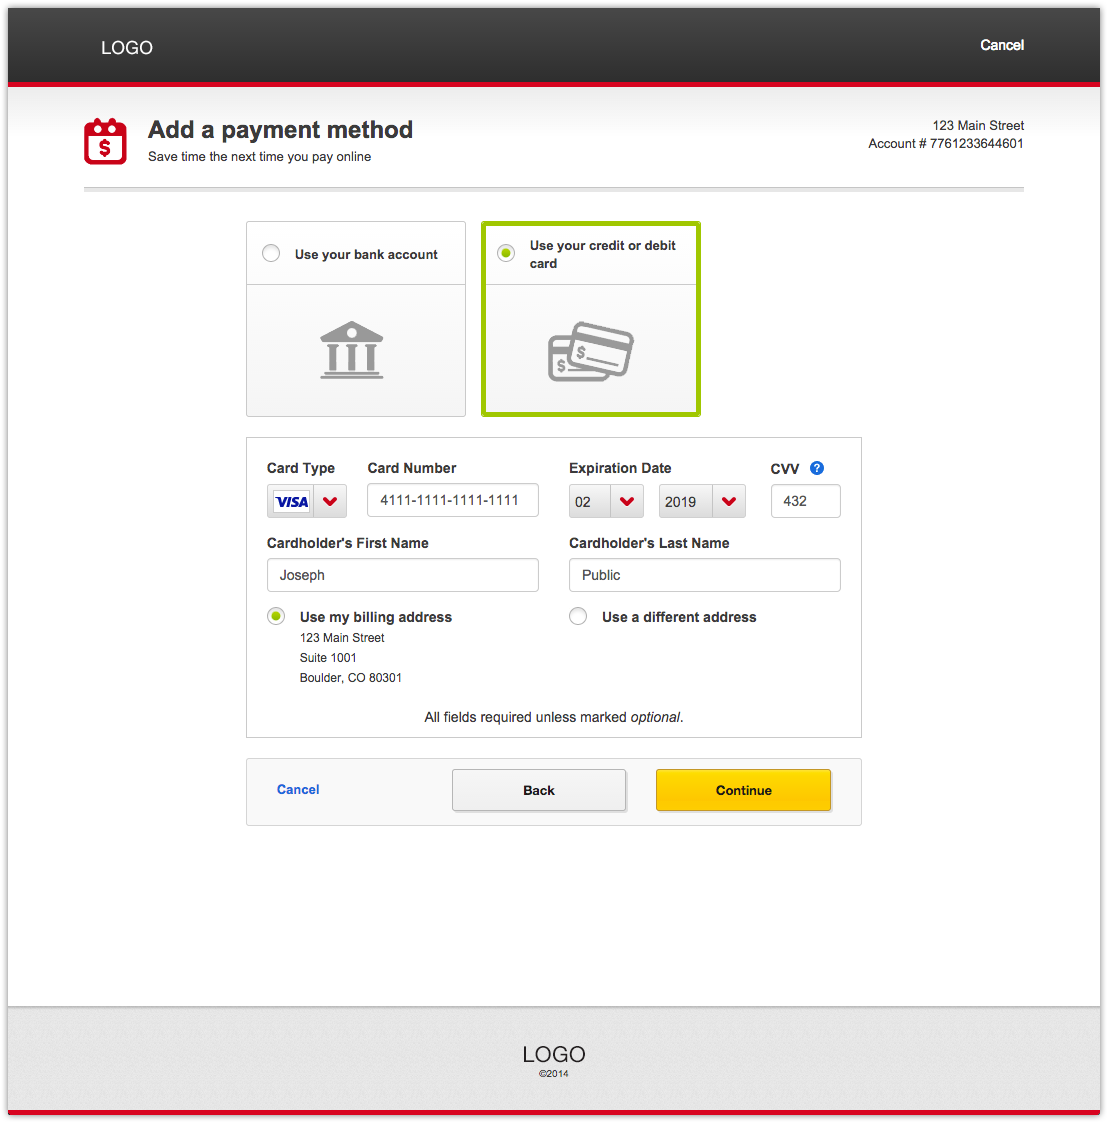 LOGO
Cancel
Add a payment method
Save time the next time you pay online
123 Main Street
Account # 7761233644601
Use your bank account
Use your credit or debit
card
$
$
$
Card Type
Card Number
Expiration Date
CVV ?
VISA
4111-1111-1111-1111
02
2019
432
Cardholder's First Name
Cardholder's Last Name
Joseph
Public
Use my billing address
Use a different address
123 Main Street
Suite 1001
Boulder, CO 80301
All fields required unless marked optional.
Cancel
Back
Continue
LOGO
©2014